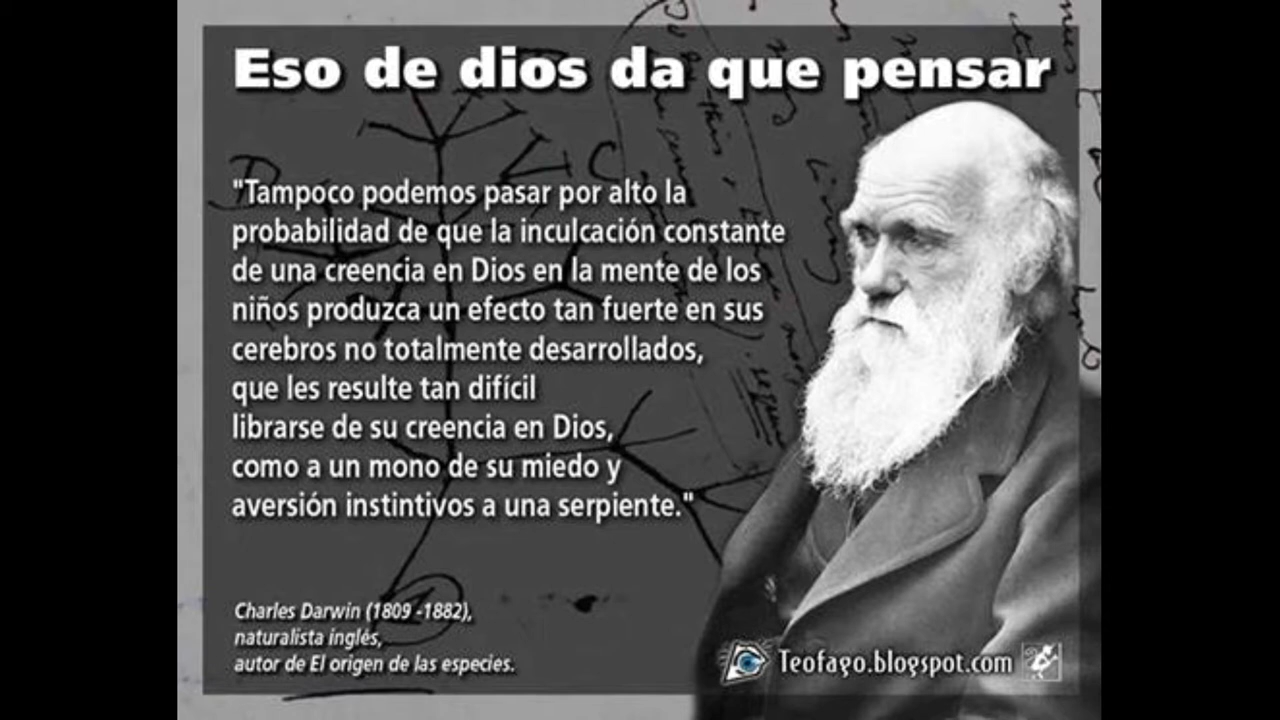 Eso de dios da que pensar
"Tampoco podemos pasar por alto la
probabilidad de que la inculcación constante
de una creencia en Dios en la mente de los
niños produzca un efecto tan fuerte en sus
cerebros no totalmente desarrollados,
que les resulte tan difícil
librarse de su creencia en Dios,
como a un mono de su miedo y
aversión instintivos a una serpiente."
Charles Darwin (1809 -1882),
naturalista inglés,
autor de El origen de las especies.
Teofago.blogspot.com